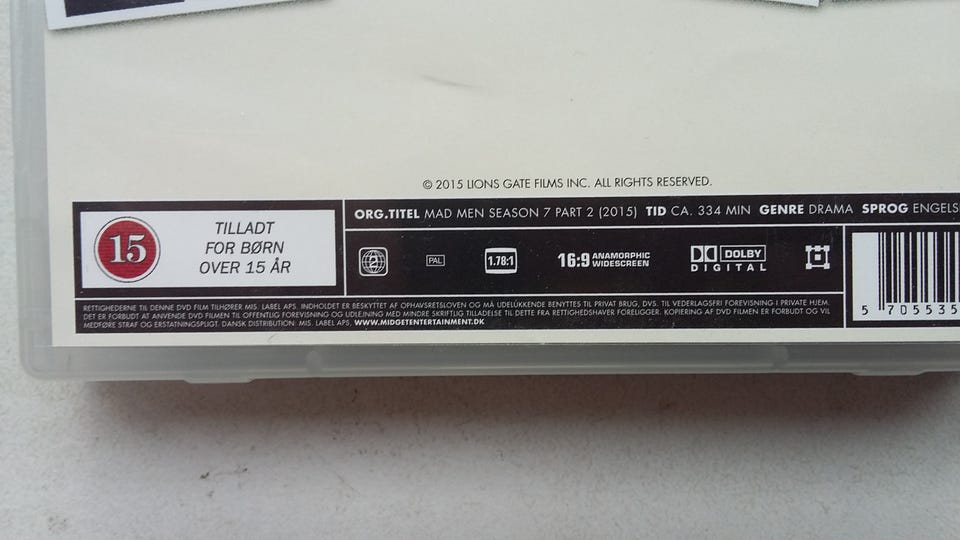 © 2015 LIONS GATE FILMS INC. ALL RIGHTS RESERVED.
15
TILLADT
FOR BØRN
OVER 15 ÅR
ORG.TITEL MAD MEN SEASON 7 PART 2 (2015) TID CA. 334 MIN GENRE DRAMA SPROG ENGELS
2 PAL 1.78:1 16:9 ANAMORPHIC WIDESCREEN DOLBY DIGITAL
RETTIGHEDERNE TIL DENNE DVD FILM TILHØRER MIS. LABEL APS. INDHOLDET ER BESKYTTET AF OPHAVSRETSLOVEN OG MÅ UDELUKKENDE BENYTTES TIL PRIVAT BRUG, DVS. TIL VEDERLAGSFRI FOREVISNING I PRIVATE HJEM.
DET ER FORBUDT AT ANVENDE DVD FILMEN TIL OFFENTLIG FOREVISNING OG UDLEJNING MED MINDRE SKRIFTLIG TILLADELSE TIL DETTE FRA RETTIGHEDSHAVER FORELIGGER. KOPIERING AF DVD FILMEN ER FORBUDT OG VIL
MEDFØRE STRAF OG ERSTATNINGSPLIGT. DANSK DISTRIBUTION: MIS. LABEL APS, WWW.MIDGETENTERTAINMENT.DK
5 705535